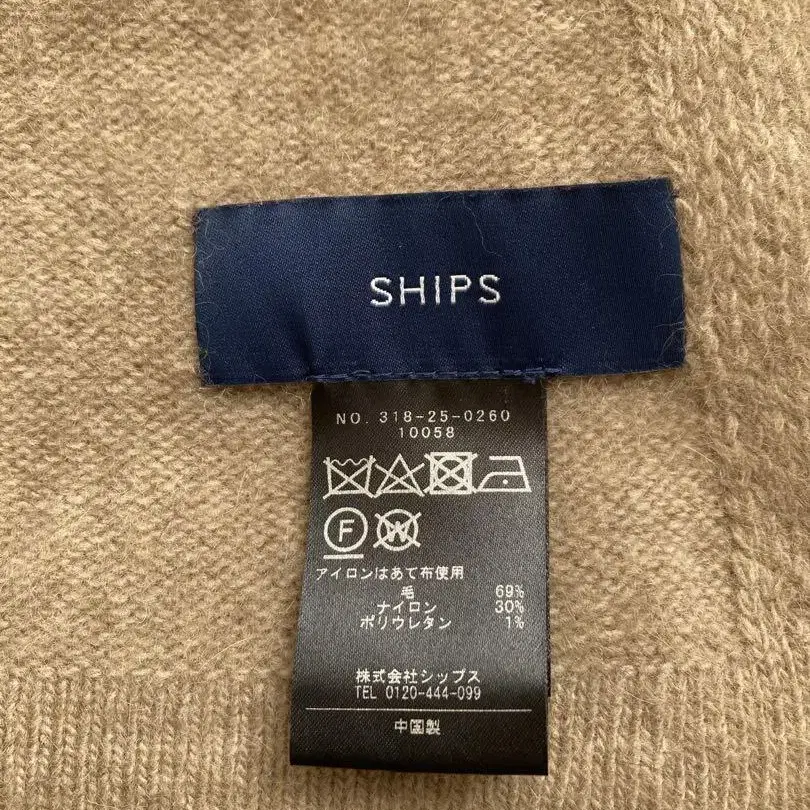 SHIPS
NO. 318-25-0260
10058
F
W
アイロンはあて布使用
毛 69%
ナイロン 30%
ポリウレタン 1%
株式会社シップス
TEL 0120-444-099
中国製